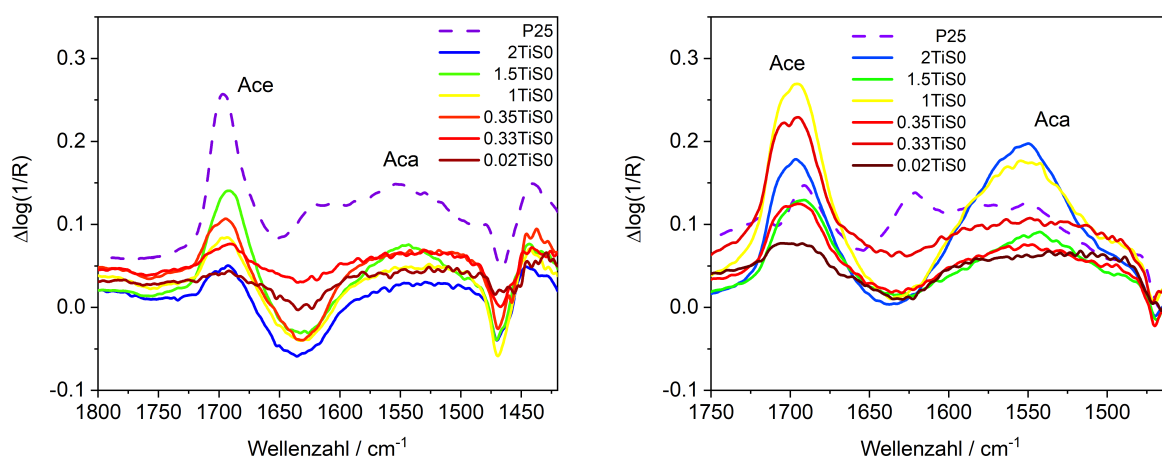 P25
2TiS0
1.5TiS0
1TiS0
0.35TiS0
0.33TiS0
0.02TiS0
Ace
Aca
0.3
0.2
0.1
0.0
-0.1
Δlog(1/R)
1800 1750 1700 1650 1600 1550 1500 1450
Wellenzahl / cm⁻¹
P25
2TiS0
1.5TiS0
1TiS0
0.35TiS0
0.33TiS0
0.02TiS0
Ace
Aca
0.3
0.2
0.1
0.0
-0.1
Δlog(1/R)
1750 1700 1650 1600 1550 1500
Wellenzahl / cm⁻¹